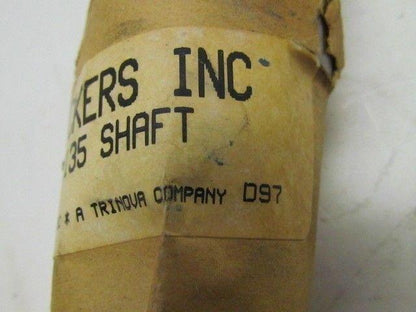 KERS INC
35 SHAFT
* A TRINOVA COMPANY D97